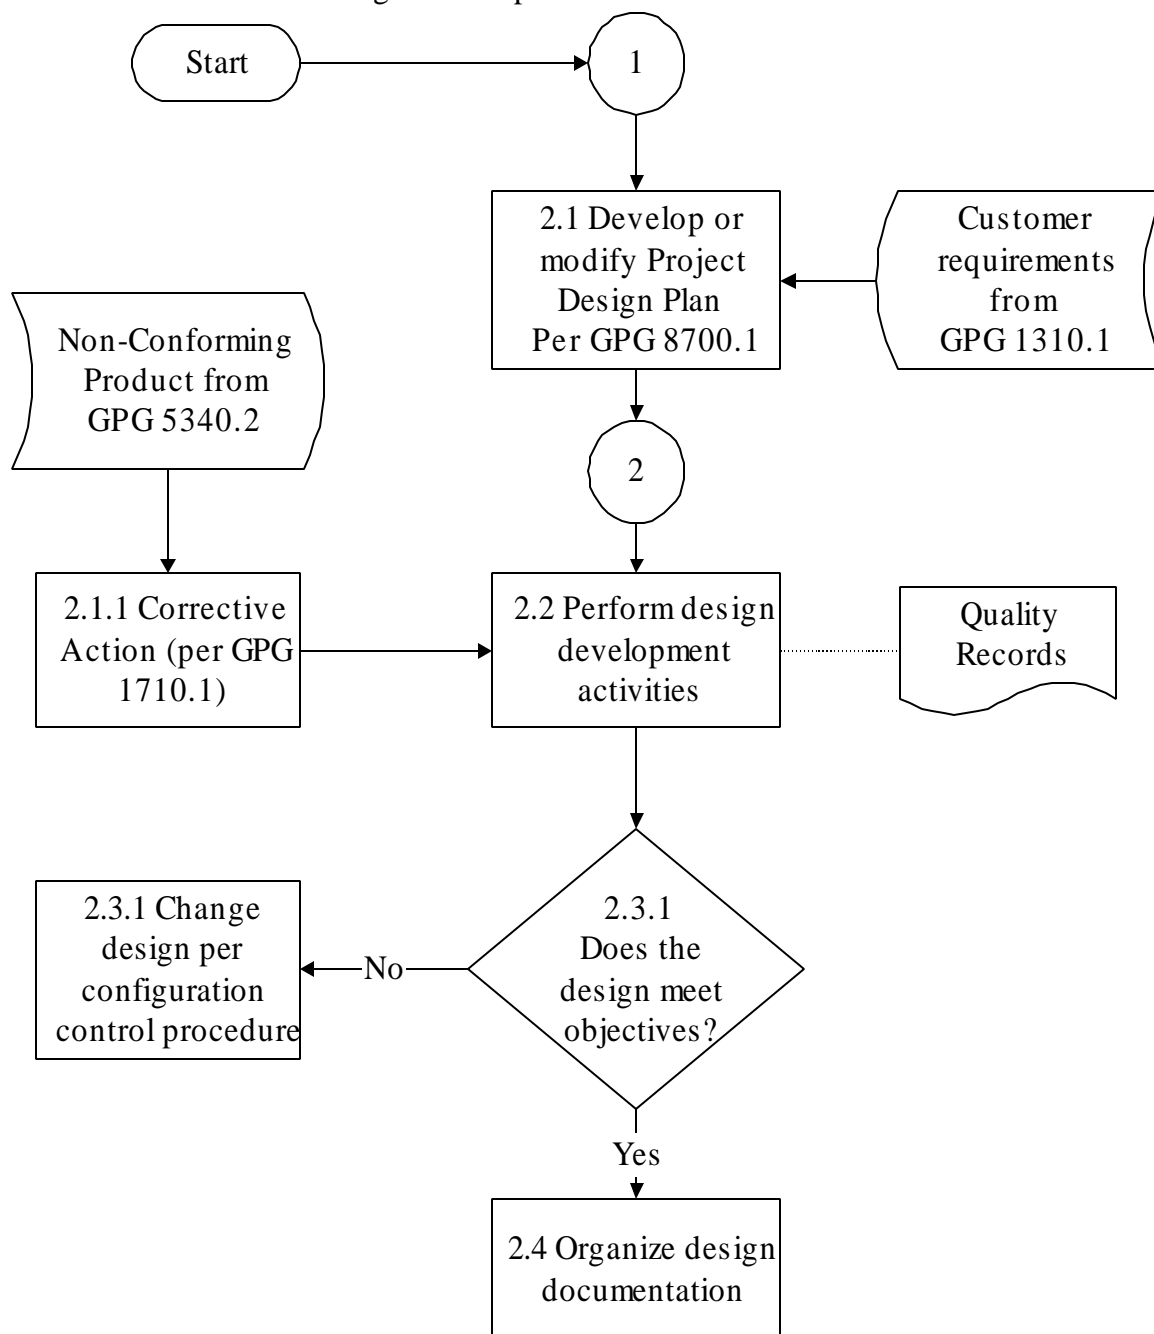 Start
1
2.1 Develop or
modify Project
Design Plan
Per GPG 8700.1
Customer
requirements
from
GPG 1310.1
Non-Conforming
Product from
GPG 5340.2
2
2.1.1 Corrective
Action (per GPG
1710.1)
2.2 Perform design
development
activities
Quality
Records
2.3.1
Does the
design meet
objectives?
No
2.3.1 Change
design per
configuration
control procedure
Yes
2.4 Organize design
documentation